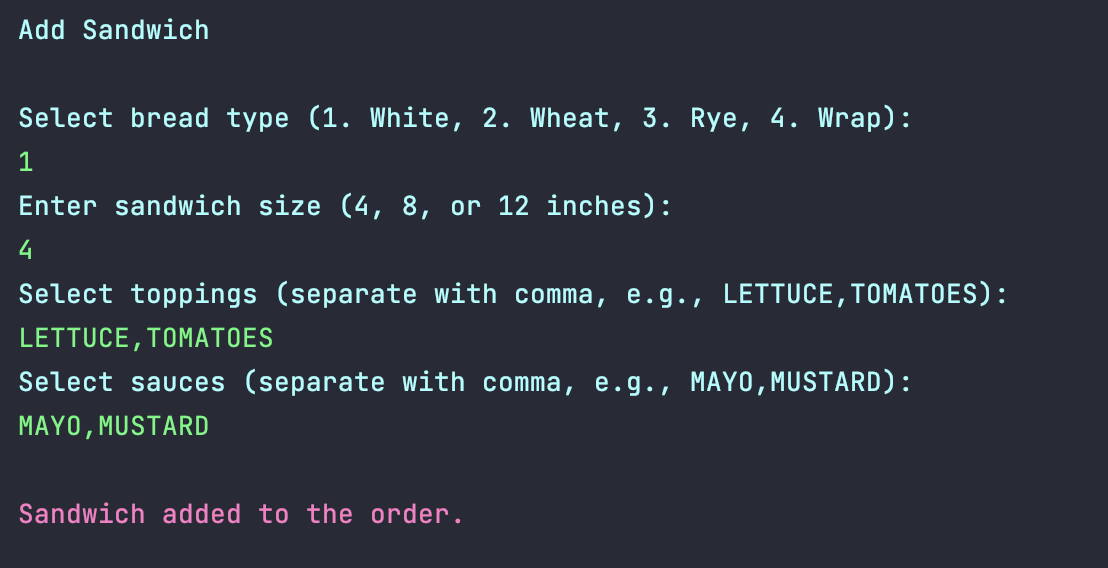 Add Sandwich
Select bread type (1. White, 2. Wheat, 3. Rye, 4. Wrap):
1
Enter sandwich size (4, 8, or 12 inches):
4
Select toppings (separate with comma, e.g., LETTUCE,TOMATOES):
LETTUCE,TOMATOES
Select sauces (separate with comma, e.g., MAYO,MUSTARD):
MAYO,MUSTARD
Sandwich added to the order.